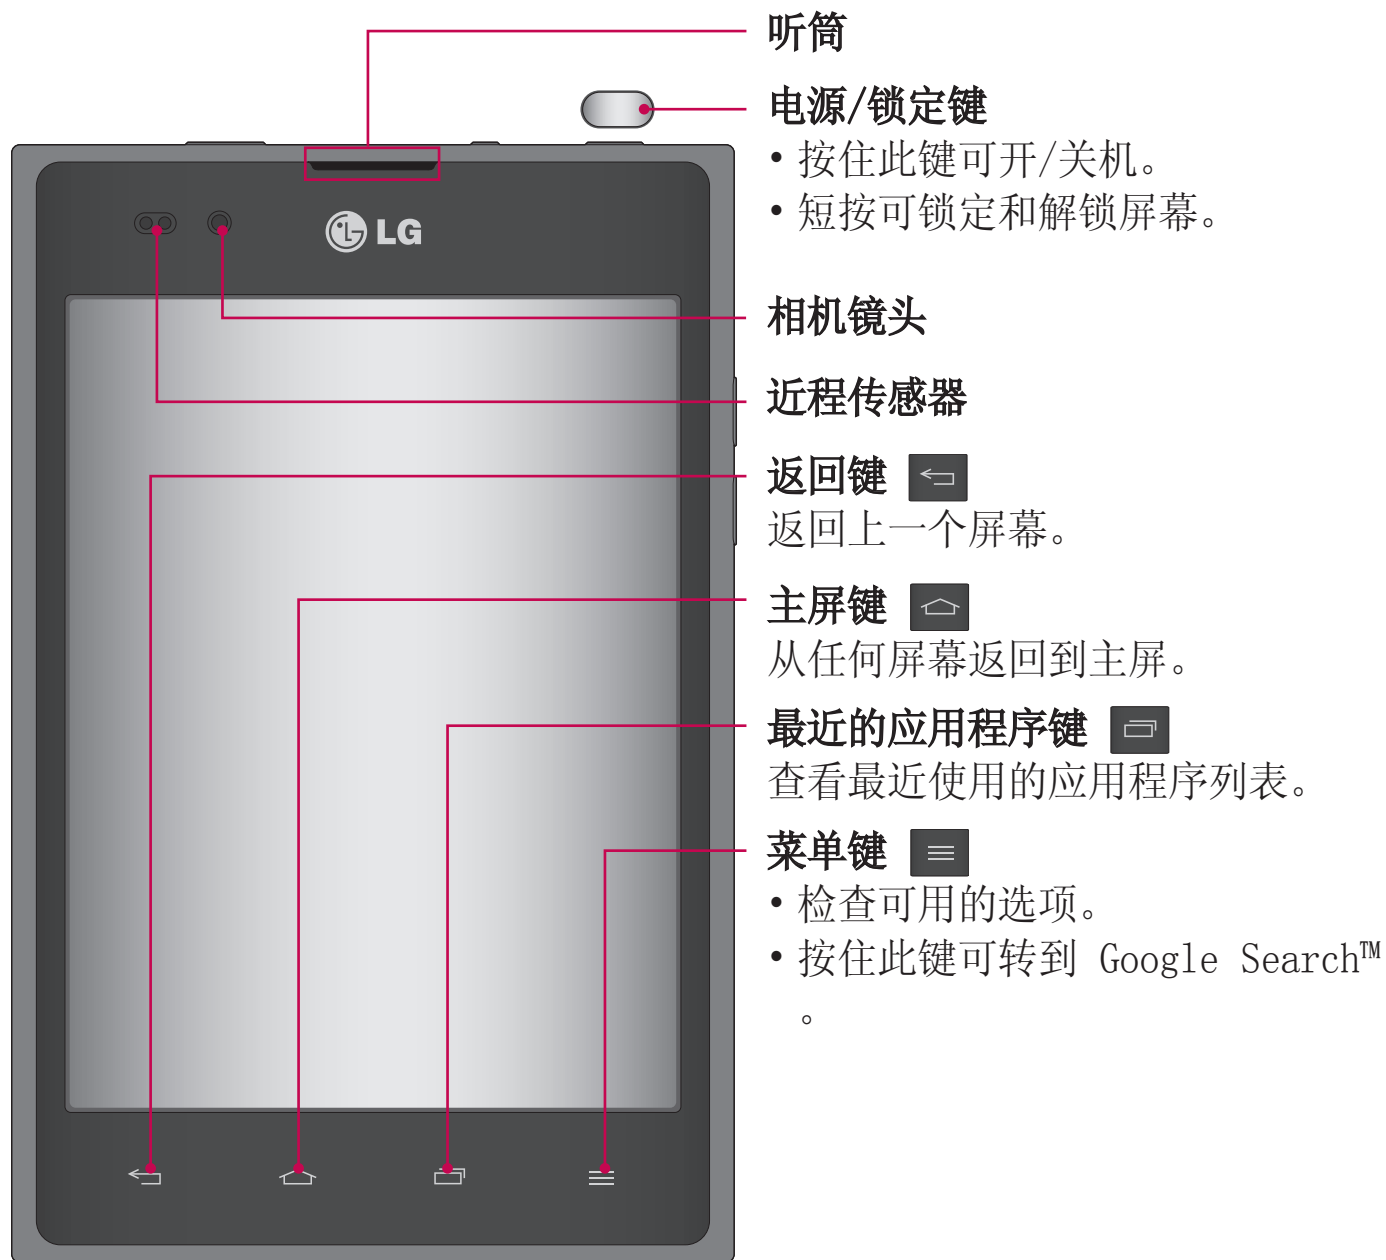 听筒
电源/锁定键
• 按住此键可开/关机。
• 短按可锁定和解锁屏幕。
LG
相机镜头
近程传感器
返回键
返回上一个屏幕。
主屏键
从任何屏幕返回到主屏。
最近的应用程序键
查看最近使用的应用程序列表。
菜单键
• 检查可用的选项。
• 按住此键可转到 Google Search™
。